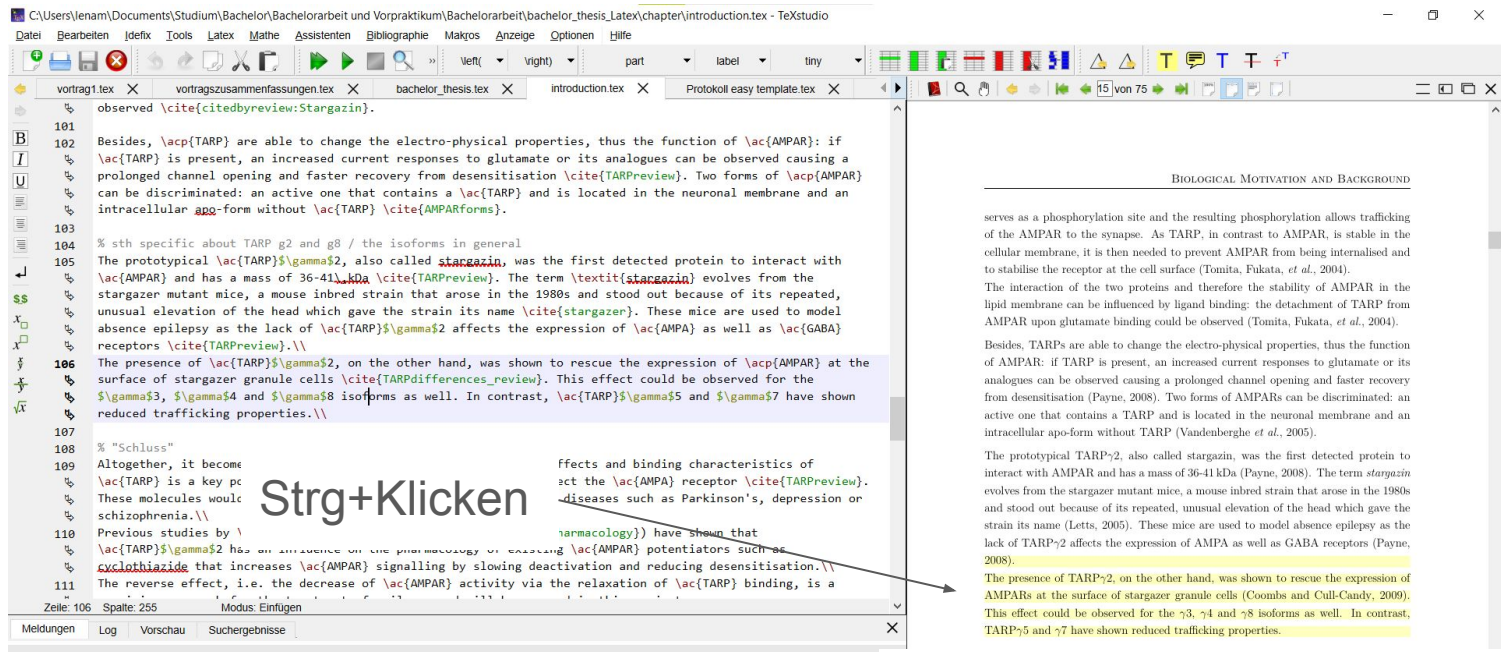 C:\Users\lenam\Documents\Studium\Bachelor\Bachelorarbeit und Vorpraktikum\Bachelorarbeit\bachelor_thesis_Latex\chapter\introduction.tex - TeXstudio
Datei Bearbeiten Idefix Tools Latex Mathe Assistenten Bibliographie Makros Anzeige Optionen Hilfe
\left( \right) part label tiny
vortrag1.tex vortragszusammenfassungen.tex bachelor_thesis.tex introduction.tex Protokoll easy template.tex 15 von 75
observed \cite{citedbyreview:Stargazin}.
101
102 Besides, \acp{TARP} are able to change the electro-physical properties, thus the function of \ac{AMPAR}: if
\ac{TARP} is present, an increased current responses to glutamate or its analogues can be observed causing a
prolonged channel opening and faster recovery from desensitisation \cite{TARPreview}. Two forms of \acp{AMPAR}
can be discriminated: an active one that contains a \ac{TARP} and is located in the neuronal membrane and an
intracellular apo-form without \ac{TARP} \cite{AMPARforms}.
103
104 % sth specific about TARP g2 and g8 / the isoforms in general
105 The prototypical \ac{TARP}$\gamma$2, also called stargazin, was the first detected protein to interact with
\ac{AMPAR} and has a mass of 36-41\,kDa \cite{TARPreview}. The term \textit{stargazin} evolves from the
stargazer mutant mice, a mouse inbred strain that arose in the 1980s and stood out because of its repeated,
unusual elevation of the head which gave the strain its name \cite{stargazer}. These mice are used to model
absence epilepsy as the lack of \ac{TARP}$\gamma$2 affects the expression of \ac{AMPA} as well as \ac{GABA}
receptors \cite{TARPreview}.\\
106 The presence of \ac{TARP}$\gamma$2, on the other hand, was shown to rescue the expression of \acp{AMPAR} at the
surface of stargazer granule cells \cite{TARPdifferences_review}. This effect could be observed for the
$\gamma$3, $\gamma$4 and $\gamma$8 isoforms as well. In contrast, \ac{TARP}$\gamma$5 and $\gamma$7 have shown
reduced trafficking properties.\\
107
108 % "Schluss"
109 Altogether, it become ffects and binding characteristics of
\ac{TARP} is a key po ect the \ac{AMPA} receptor \cite{TARPreview}.
These molecules would diseases such as Parkinson's, depression or
schizophrenia.\\
Strg+Klicken
110 Previous studies by \ armacology}) have shown that
\ac{TARP}$\gamma$2 has an influence on the pharmacology of existing \ac{AMPAR} potentiators such as
cyclothiazide that increases \ac{AMPAR} signalling by slowing deactivation and reducing desensitisation.\\
111 The reverse effect, i.e. the decrease of \ac{AMPAR} activity via the relaxation of \ac{TARP} binding, is a
Zeile: 106 Spalte: 255 Modus: Einfügen
Meldungen Log Vorschau Suchergebnisse
Biological Motivation and Background
serves as a phosphorylation site and the resulting phosphorylation allows trafficking
of the AMPAR to the synapse. As TARP, in contrast to AMPAR, is stable in the
cellular membrane, it is then needed to prevent AMPAR from being internalised and
to stabilise the receptor at the cell surface (Tomita, Fukata, et al., 2004).
The interaction of the two proteins and therefore the stability of AMPAR in the
lipid membrane can be influenced by ligand binding: the detachment of TARP from
AMPAR upon glutamate binding could be observed (Tomita, Fukata, et al., 2004).
Besides, TARPs are able to change the electro-physical properties, thus the function
of AMPAR: if TARP is present, an increased current responses to glutamate or its
analogues can be observed causing a prolonged channel opening and faster recovery
from desensitisation (Payne, 2008). Two forms of AMPARs can be discriminated: an
active one that contains a TARP and is located in the neuronal membrane and an
intracellular apo-form without TARP (Vandenberghe et al., 2005).
The prototypical TARPγ2, also called stargazin, was the first detected protein to
interact with AMPAR and has a mass of 36-41 kDa (Payne, 2008). The term stargazin
evolves from the stargazer mutant mice, a mouse inbred strain that arose in the 1980s
and stood out because of its repeated, unusual elevation of the head which gave the
strain its name (Letts, 2005). These mice are used to model absence epilepsy as the
lack of TARPγ2 affects the expression of AMPA as well as GABA receptors (Payne,
2008).
The presence of TARPγ2, on the other hand, was shown to rescue the expression of
AMPARs at the surface of stargazer granule cells (Coombs and Cull-Candy, 2009).
This effect could be observed for the γ3, γ4 and γ8 isoforms as well. In contrast,
TARPγ5 and γ7 have shown reduced trafficking properties.